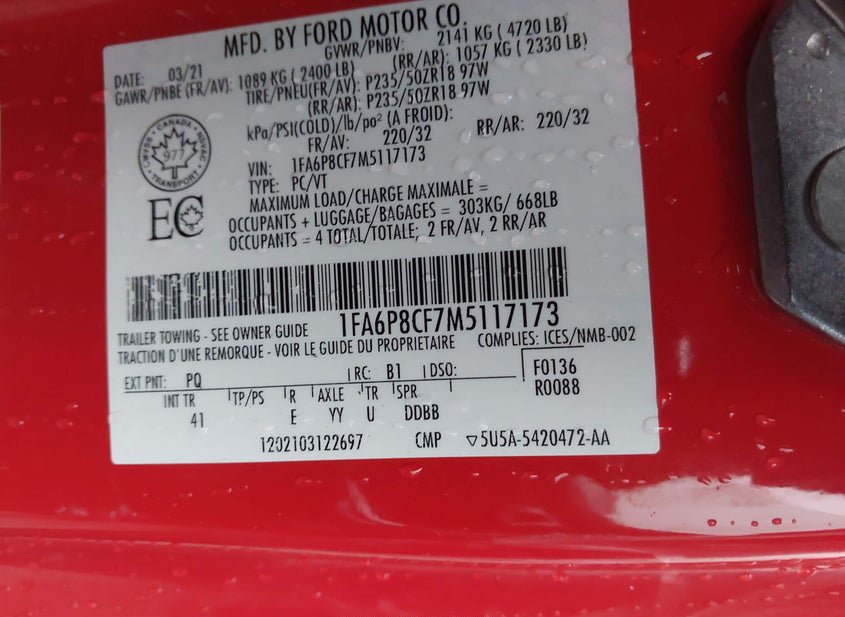 MFD. BY FORD MOTOR CO.
DATE: 03/21 GVWR/PNBV: 2141 KG ( 4720 LB)
GAWR/PNBE (FR/AV): 1089 KG ( 2400 LB) (RR/AR): 1057 KG ( 2330 LB)
TIRE/PNEU(FR/AV): P235/50ZR18 97W
(RR/AR): P235/50ZR18 97W
kPa/PSI(COLD)/lb/po² (A FROID):
FR/AV: 220/32 RR/AR: 220/32
CANADA
SBVAC NSVAC
977
TRANSPORT
VIN: 1FA6P8CF7M5117173
TYPE: PC/VT
MAXIMUM LOAD/CHARGE MAXIMALE =
OCCUPANTS + LUGGAGE/BAGAGES = 303KG/ 668LB
OCCUPANTS = 4 TOTAL/TOTALE; 2 FR/AV, 2 RR/AR
EC
1FA6P8CF7M5117173
TRAILER TOWING - SEE OWNER GUIDE
TRACTION D'UNE REMORQUE - VOIR LE GUIDE DU PROPRIETAIRE
COMPLIES: ICES/NMB-002
EXT PNT: PQ RC: B1 DSO: F0136
INT TR TP/PS R AXLE TR SPR R0088
41 E YY U DDBB
1202103122697 CMP ▽5U5A-5420472-AA